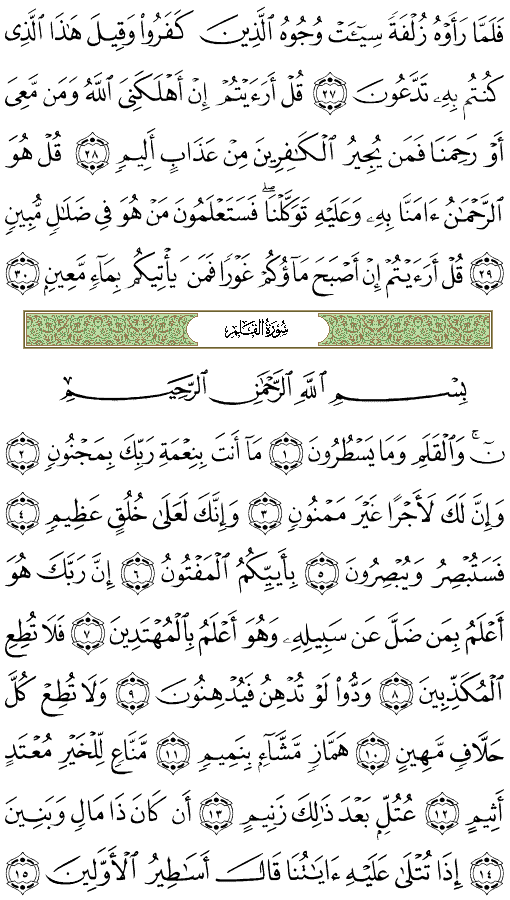 فَلَمَّا رَأَوْهُ زُلْفَةً سِيٓـَٔتْ وُجُوهُ ٱلَّذِينَ كَفَرُوا۟ وَقِيلَ هَٰذَا ٱلَّذِى
كُنتُم بِهِۦ تَدَّعُونَ ٢٧ قُلْ أَرَءَيْتُمْ إِنْ أَهْلَكَنِىَ ٱللَّهُ وَمَن مَّعِىَ
أَوْ رَحِمَنَا فَمَن يُجِيرُ ٱلْكَٰفِرِينَ مِنْ عَذَابٍ أَلِيمٍ ٢٨ قُلْ هُوَ
ٱلرَّحْمَٰنُ ءَامَنَّا بِهِۦ وَعَلَيْهِ تَوَكَّلْنَا ۖ فَسَتَعْلَمُونَ مَنْ هُوَ فِى ضَلَٰلٍ مُّبِينٍ
٢٩ قُلْ أَرَءَيْتُمْ إِنْ أَصْبَحَ مَآؤُكُمْ غَوْرًا فَمَن يَأْتِيكُم بِمَآءٍ مَّعِينٍۭ ٣٠
سُورَةُ القَلَمِ
بِسْمِ ٱللَّهِ ٱلرَّحْمَٰنِ ٱلرَّحِيمِ
نٓ ۚ وَٱلْقَلَمِ وَمَا يَسْطُرُونَ ١ مَآ أَنتَ بِنِعْمَةِ رَبِّكَ بِمَجْنُونٍ ٢
وَإِنَّ لَكَ لَأَجْرًا غَيْرَ مَمْنُونٍ ٣ وَإِنَّكَ لَعَلَىٰ خُلُقٍ عَظِيمٍ ٤
فَسَتُبْصِرُ وَيُبْصِرُونَ ٥ بِأَييِّكُمُ ٱلْمَفْتُونُ ٦ إِنَّ رَبَّكَ هُوَ
أَعْلَمُ بِمَن ضَلَّ عَن سَبِيلِهِۦ وَهُوَ أَعْلَمُ بِٱلْمُهْتَدِينَ ٧ فَلَا تُطِعِ
ٱلْمُكَذِّبِينَ ٨ وَدُّوا۟ لَوْ تُدْهِنُ فَيُدْهِنُونَ ٩ وَلَا تُطِعْ كُلَّ
حَلَّافٍ مَّهِينٍ ١٠ هَمَّازٍ مَّشَّآءٍۭ بِنَمِيمٍ ١١ مَّنَّاعٍ لِّلْخَيْرِ مُعْتَدٍ
أَثِيمٍ ١٢ عُتُلٍّۭ بَعْدَ ذَٰلِكَ زَنِيمٍ ١٣ أَن كَانَ ذَا مَالٍ وَبَنِينَ
١٤ إِذَا تُتْلَىٰ عَلَيْهِ ءَايَٰتُنَا قَالَ أَسَٰطِيرُ ٱلْأَوَّلِينَ ١٥